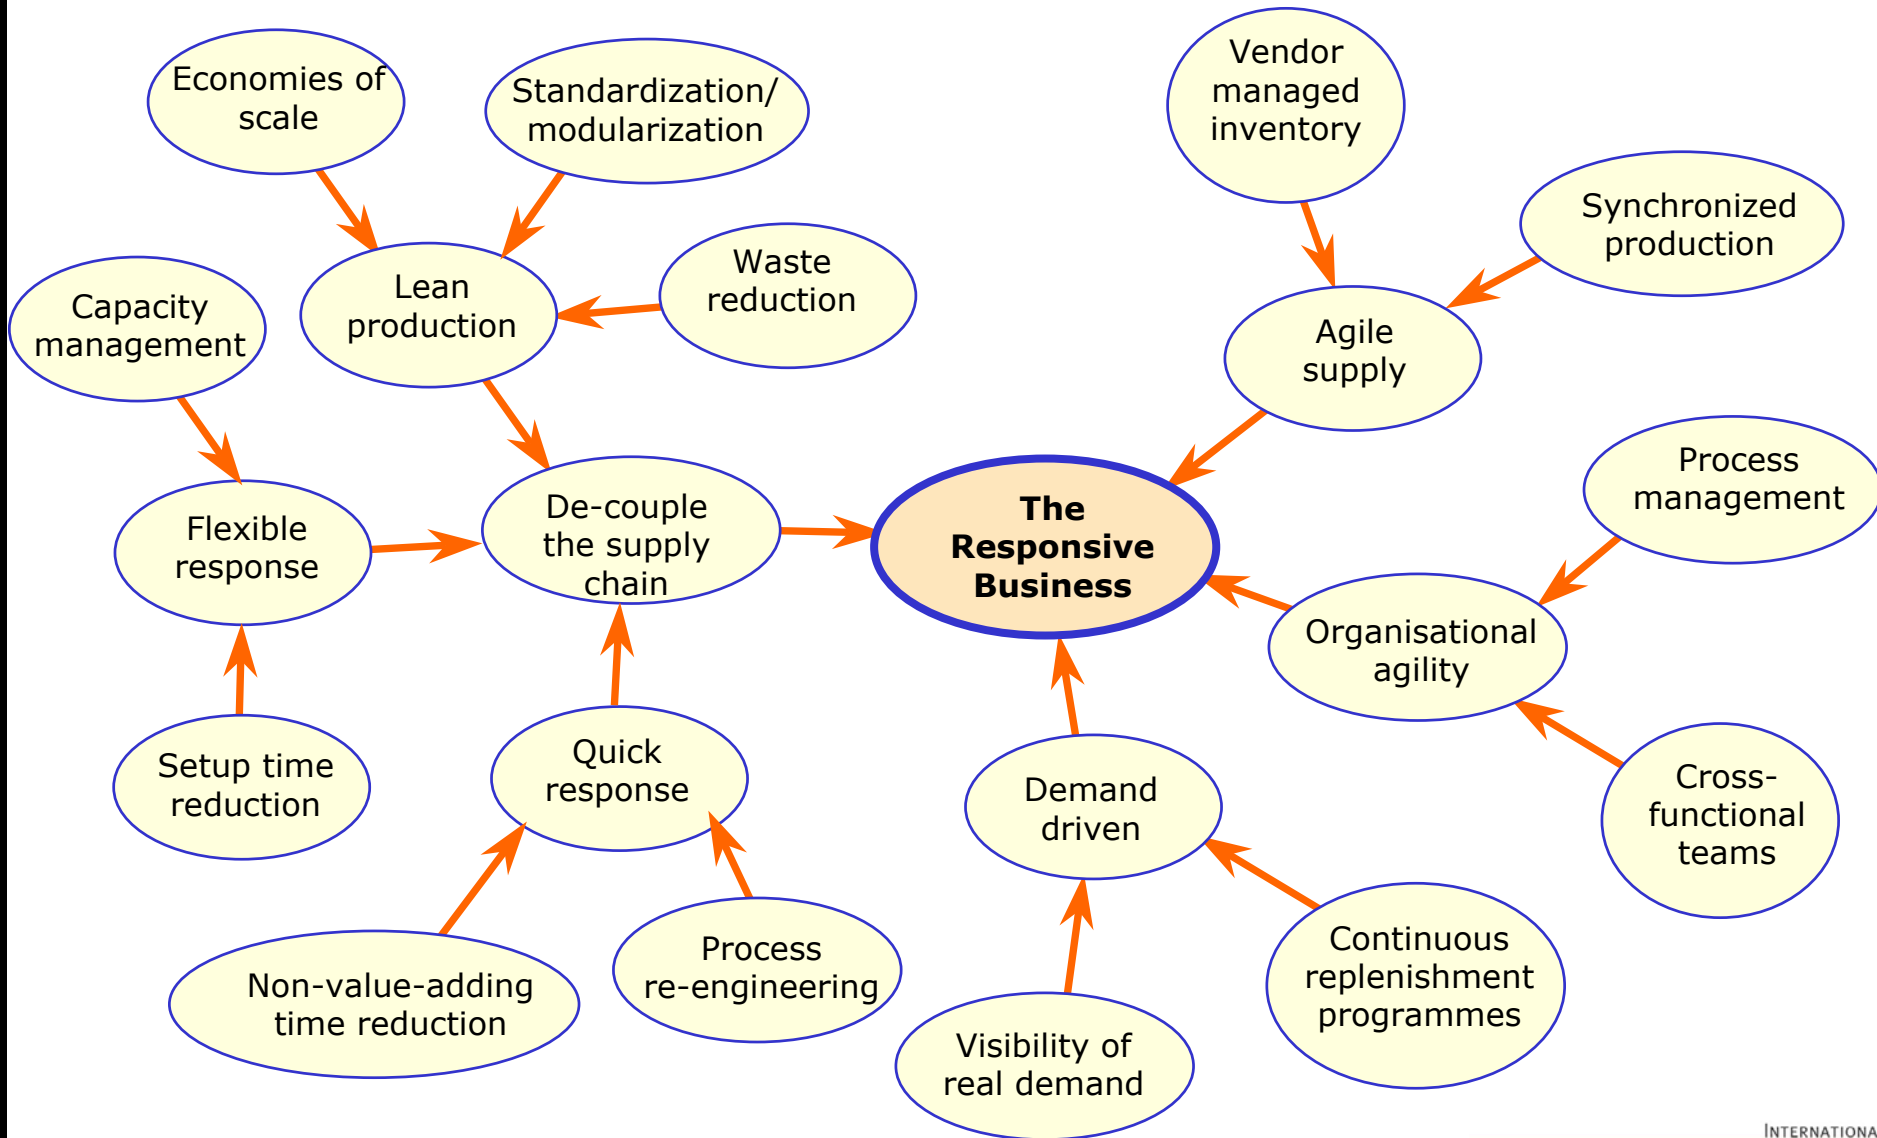 Economies of
scale
Standardization/
modularization
Vendor
managed
inventory
Synchronized
production
Waste
reduction
Lean
production
Capacity
management
Agile
supply
Process
management
De-couple
the supply
chain
The
Responsive
Business
Flexible
response
Organisational
agility
Setup time
reduction
Quick
response
Demand
driven
Cross-
functional
teams
Non-value-adding
time reduction
Process
re-engineering
Continuous
replenishment
programmes
Visibility of
real demand
INTERNATIONA